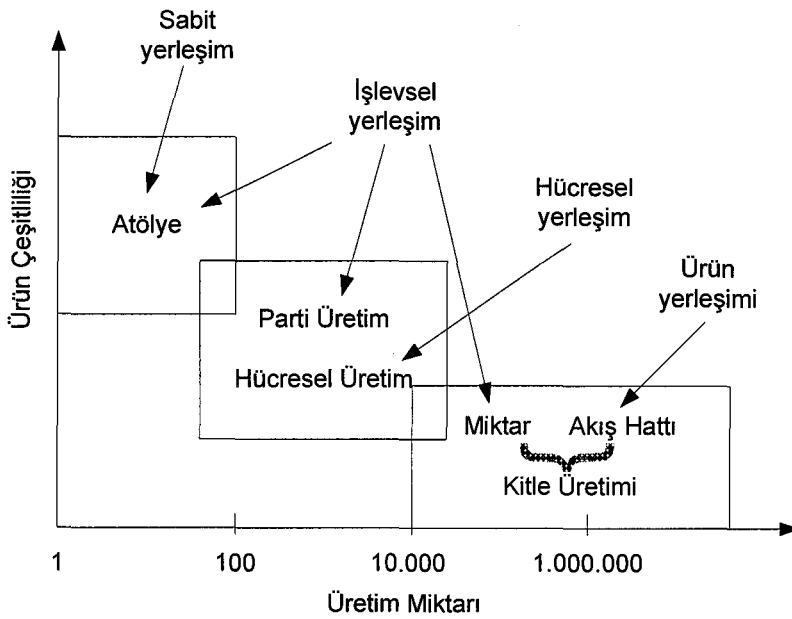 Sabit
yerleşim
İşlevsel
yerleşim
Hücresel
yerleşim
Ürün
yerleşimi
Ürün Çeşitliliği
Atölye
Parti Üretim
Hücresel Üretim
Miktar
Akış Hattı
Kitle Üretimi
1
100
10.000
1.000.000
Üretim Miktarı